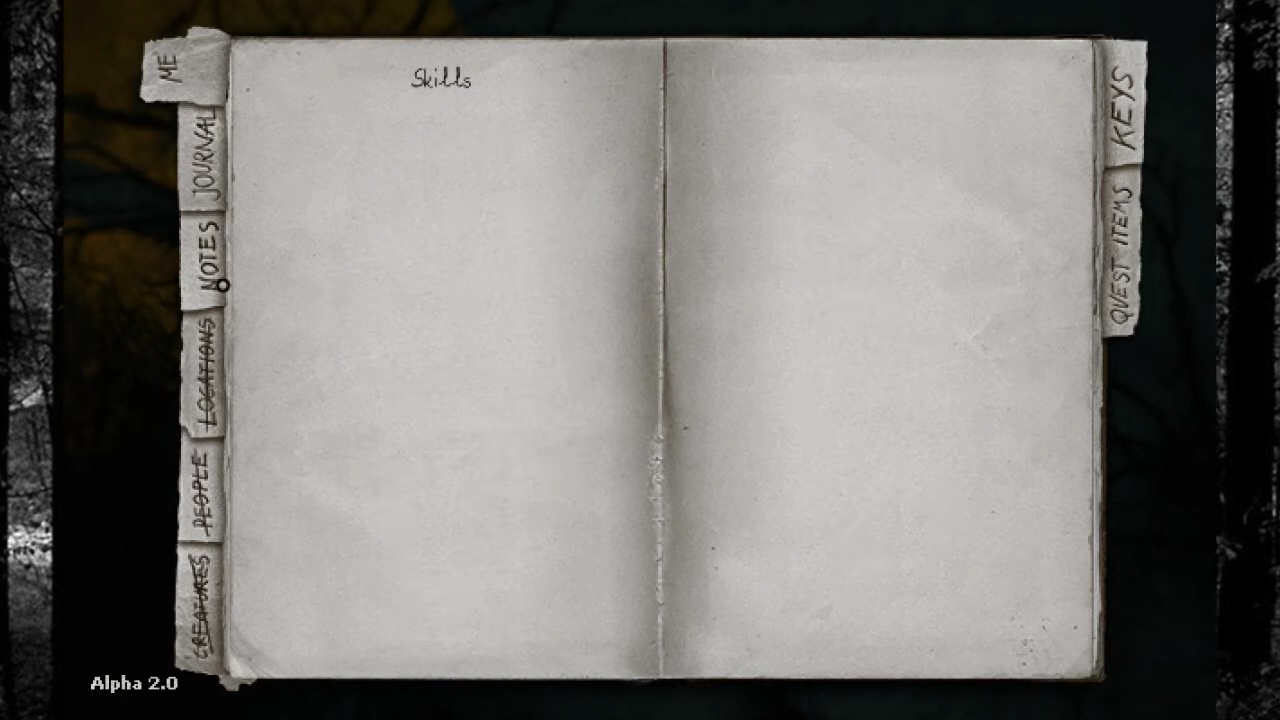 Skills
ME
JOURNAL
NOTES
LOCATIONS
PEOPLE
CREATURES
KEYS
QUEST ITEMS
Alpha 2.0